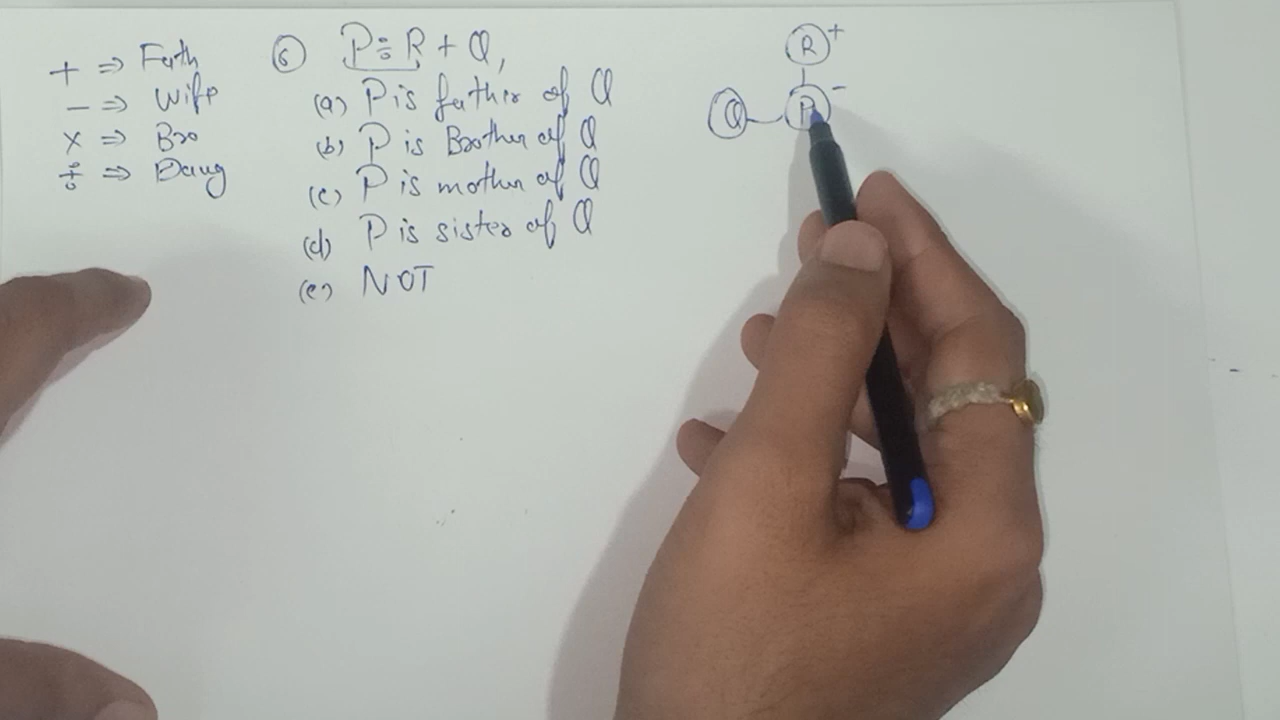 + ⇒ Fath
− ⇒ Wife
× ⇒ Bro
÷ ⇒ Daug
⑥ P ÷ R + Q,
(a) P is father of Q
(b) P is Brother of Q
(c) P is mother of Q
(d) P is sister of Q
(e) NOT
R +
Q — P −